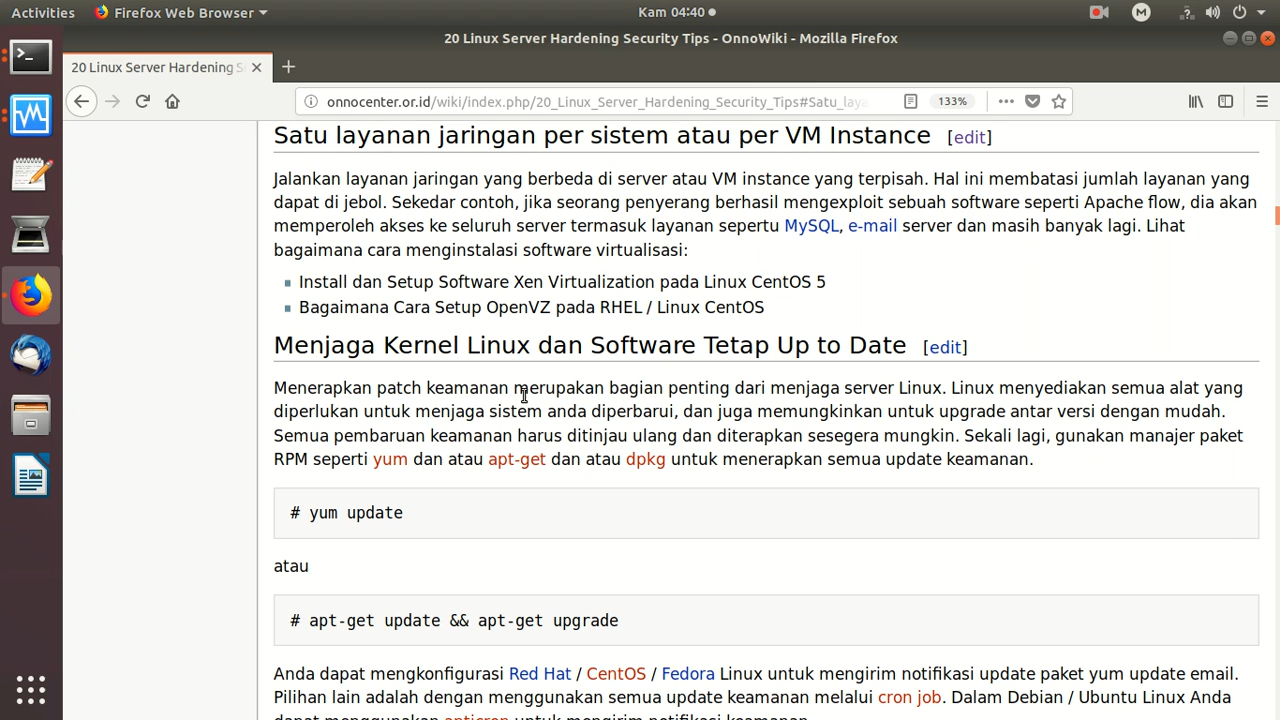 Activities Firefox Web Browser Kam 04:40
20 Linux Server Hardening Security Tips - OnnoWiki - Mozilla Firefox
20 Linux Server Hardening S
onnocenter.or.id/wiki/index.php/20_Linux_Server_Hardening_Security_Tips#Satu_laya 133%
Satu layanan jaringan per sistem atau per VM Instance [edit]
Jalankan layanan jaringan yang berbeda di server atau VM instance yang terpisah. Hal ini membatasi jumlah layanan yang
dapat di jebol. Sekedar contoh, jika seorang penyerang berhasil mengexploit sebuah software seperti Apache flow, dia akan
memperoleh akses ke seluruh server termasuk layanan sepertu MySQL, e-mail server dan masih banyak lagi. Lihat
bagaimana cara menginstalasi software virtualisasi:
Install dan Setup Software Xen Virtualization pada Linux CentOS 5
Bagaimana Cara Setup OpenVZ pada RHEL / Linux CentOS
Menjaga Kernel Linux dan Software Tetap Up to Date [edit]
Menerapkan patch keamanan merupakan bagian penting dari menjaga server Linux. Linux menyediakan semua alat yang
diperlukan untuk menjaga sistem anda diperbarui, dan juga memungkinkan untuk upgrade antar versi dengan mudah.
Semua pembaruan keamanan harus ditinjau ulang dan diterapkan sesegera mungkin. Sekali lagi, gunakan manajer paket
RPM seperti yum dan atau apt-get dan atau dpkg untuk menerapkan semua update keamanan.
# yum update
atau
# apt-get update && apt-get upgrade
Anda dapat mengkonfigurasi Red Hat / CentOS / Fedora Linux untuk mengirim notifikasi update paket yum update email.
Pilihan lain adalah dengan menggunakan semua update keamanan melalui cron job. Dalam Debian / Ubuntu Linux Anda
dapat menggunakan apticron untuk mengirim notifikasi keamanan.